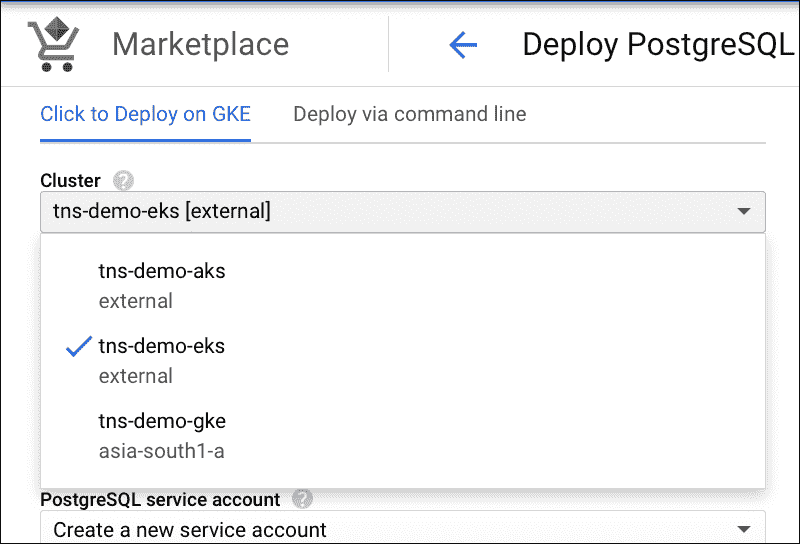 Marketplace
Deploy PostgreSQL
Click to Deploy on GKE
Deploy via command line
Cluster ?
tns-demo-eks [external]
tns-demo-aks
external
tns-demo-eks
external
tns-demo-gke
asia-south1-a
PostgreSQL service account ?
Create a new service account